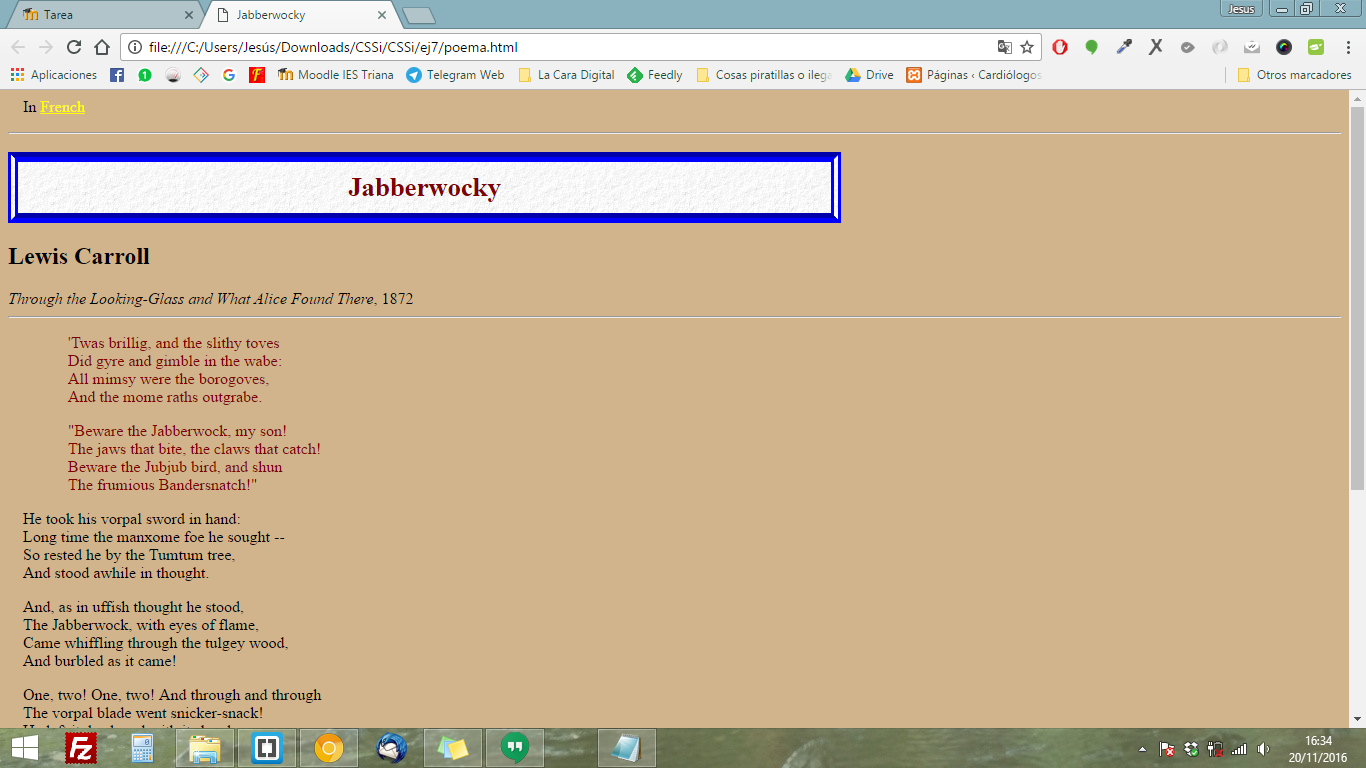 Tarea
Jabberwocky
Jesus
file:///C:/Users/Jesús/Downloads/CSSi/CSSi/ej7/poema.html
Aplicaciones
Moodle IES Triana
Telegram Web
La Cara Digital
Feedly
Cosas piratillas o ilega
Drive
Páginas ‹ Cardiólogos
Otros marcadores
In French
Jabberwocky
Lewis Carroll
Through the Looking-Glass and What Alice Found There, 1872
'Twas brillig, and the slithy toves
Did gyre and gimble in the wabe:
All mimsy were the borogoves,
And the mome raths outgrabe.
"Beware the Jabberwock, my son!
The jaws that bite, the claws that catch!
Beware the Jubjub bird, and shun
The frumious Bandersnatch!"
He took his vorpal sword in hand:
Long time the manxome foe he sought --
So rested he by the Tumtum tree,
And stood awhile in thought.
And, as in uffish thought he stood,
The Jabberwock, with eyes of flame,
Came whiffling through the tulgey wood,
And burbled as it came!
One, two! One, two! And through and through
The vorpal blade went snicker-snack!
16:34
20/11/2016